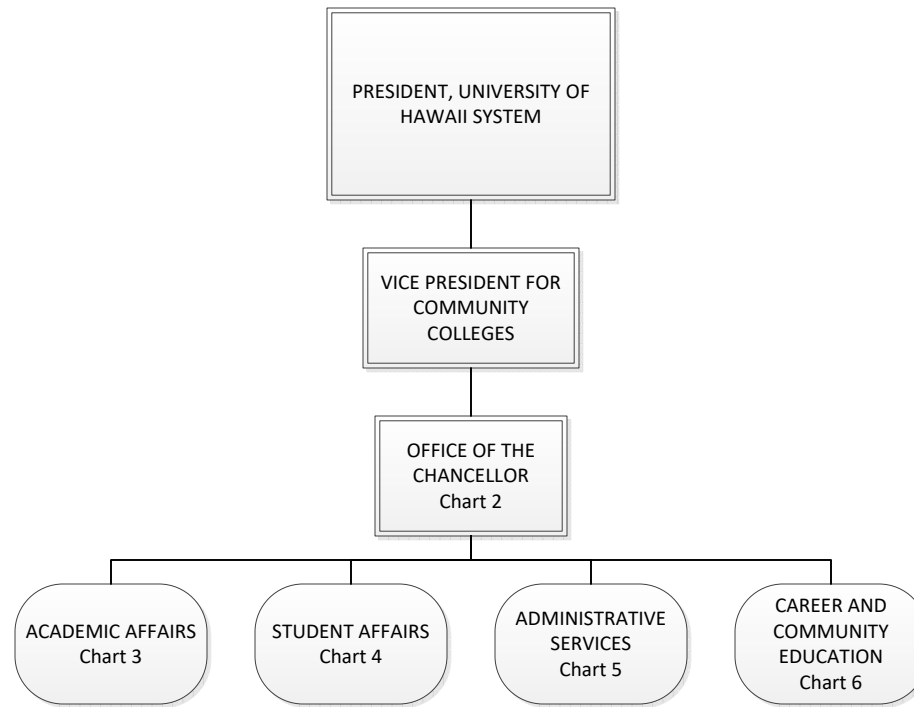 PRESIDENT, UNIVERSITY OF
HAWAII SYSTEM
VICE PRESIDENT FOR
COMMUNITY
COLLEGES
OFFICE OF THE
CHANCELLOR
Chart 2
ACADEMIC AFFAIRS
Chart 3
STUDENT AFFAIRS
Chart 4
ADMINISTRATIVE
SERVICES
Chart 5
CAREER AND
COMMUNITY
EDUCATION
Chart 6